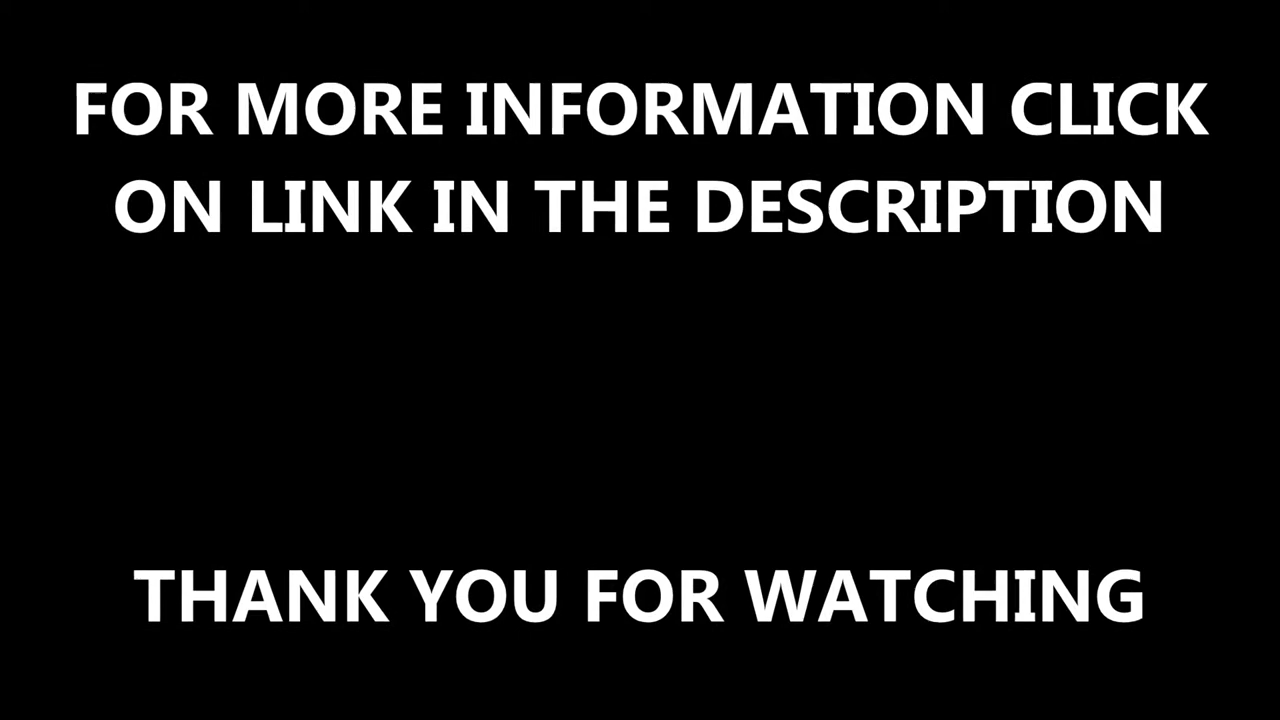 FOR MORE INFORMATION CLICK
ON LINK IN THE DESCRIPTION
THANK YOU FOR WATCHING